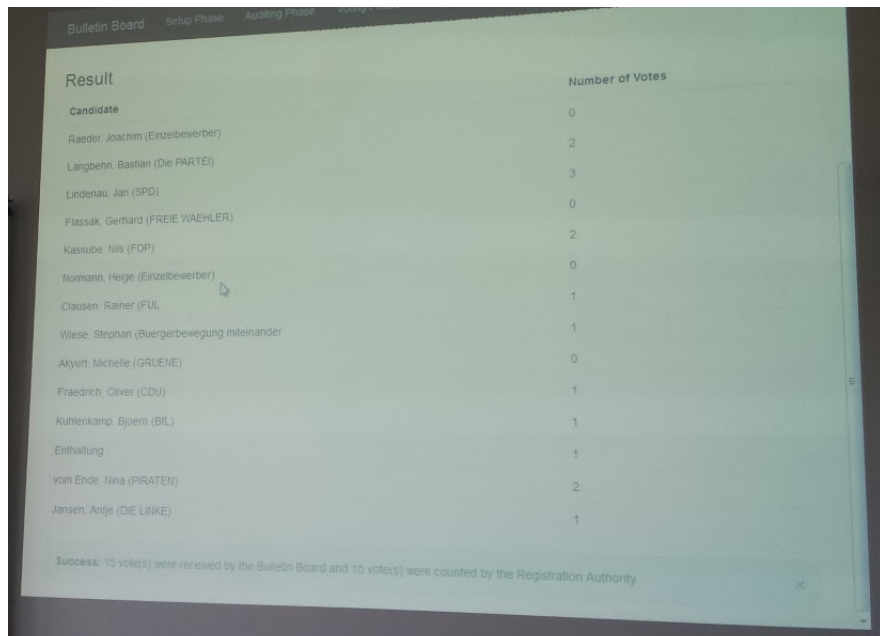 Bulletin Board Setup Phase Auditing Phase Voting Phase
Result
Candidate Number of Votes
Raeder, Joachim (Einzelbewerber) 0
Langbehn, Bastian (Die PARTEI) 2
Lindenau, Jan (SPD) 3
Flassak, Gerhard (FREIE WAEHLER) 0
Kassube, Nils (FDP) 2
Normann, Helge (Einzelbewerber) 0
Clausen, Rainer (FUL 1
Wiese, Stephan (Buergerbewegung miteinander 1
Akyurt, Michelle (GRUENE) 0
Fraedrich, Oliver (CDU) 1
Kuhlenkamp, Bjoern (BfL) 1
Enthaltung 1
vom Ende, Nina (PIRATEN) 2
Jansen, Antje (DIE LINKE) 1
Success: 15 vote(s) were received by the Bulletin Board and 15 vote(s) were counted by the Registration Authority.